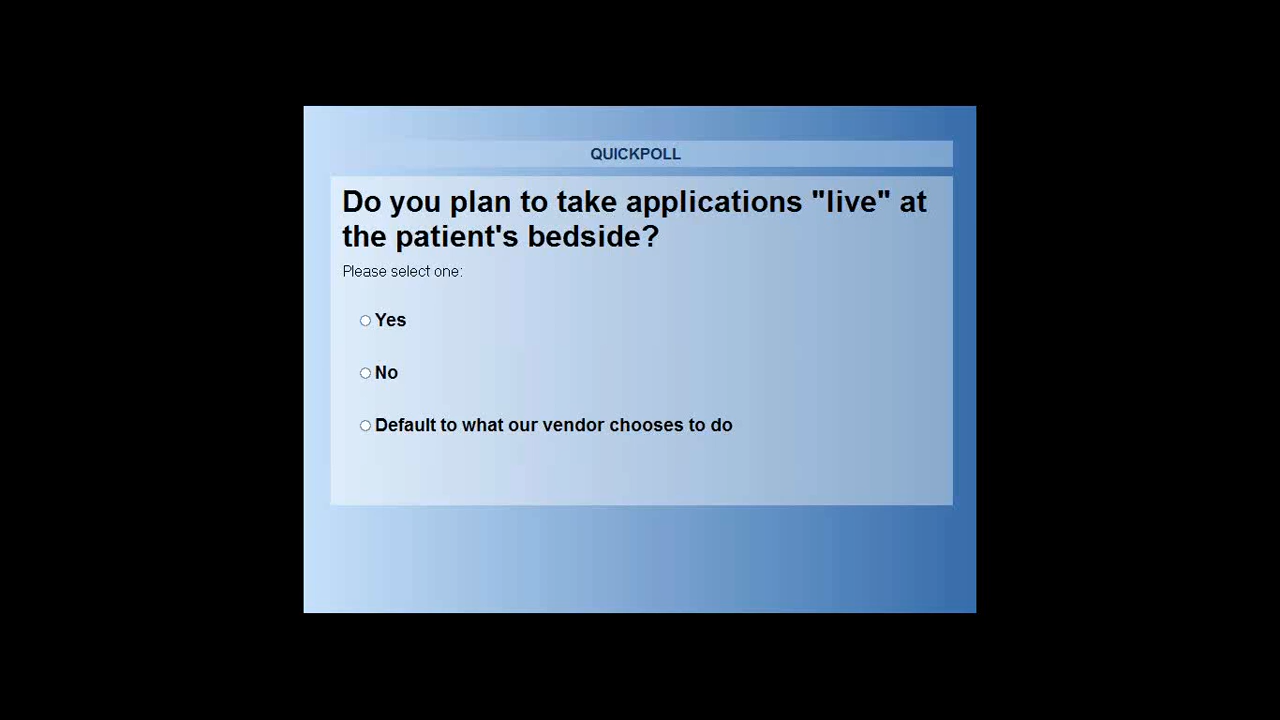 QUICKPOLL
Do you plan to take applications "live" at
the patient's bedside?
Please select one:
Yes
No
Default to what our vendor chooses to do